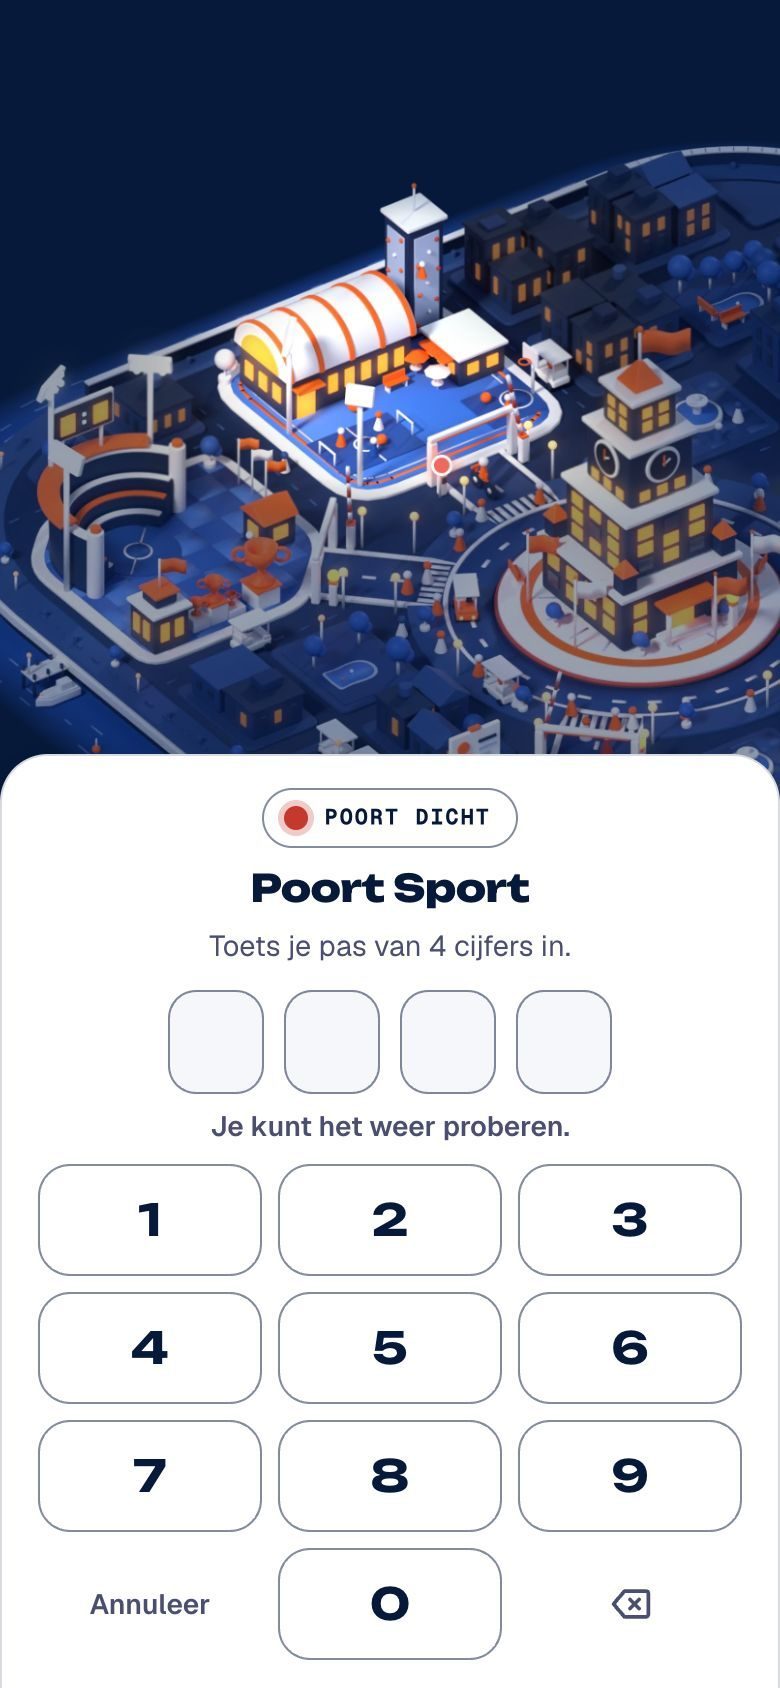 POORT DICHT
Poort Sport
Toets je pas van 4 cijfers in.
Je kunt het weer proberen.
1 2 3
4 5 6
7 8 9
Annuleer 0